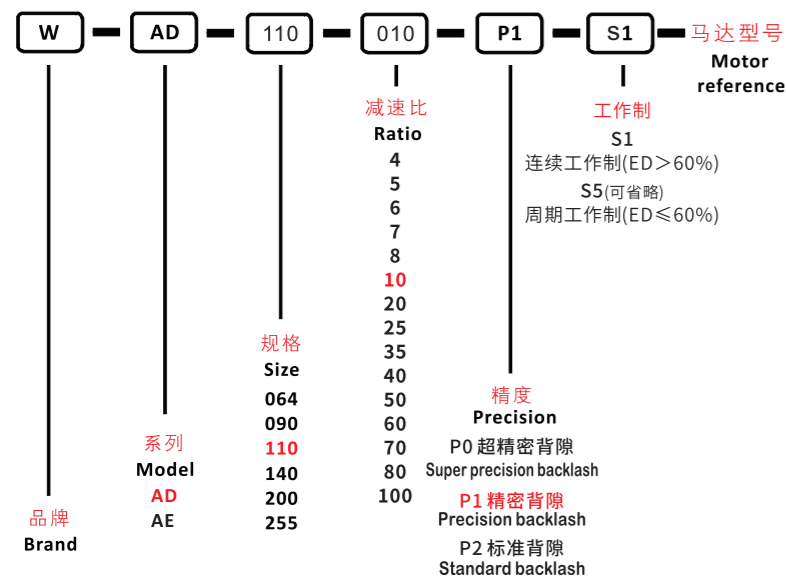 W AD 110 010 P1 S1 马达型号
Motor
reference
减速比
Ratio
4
5
6
7
8
10
20
25
35
40
50
60
70
80
100
工作制
S1
连续工作制(ED＞60%)
S5(可省略)
周期工作制(ED≤60%)
规格
Size
064
090
110
140
200
255
精度
Precision
P0 超精密背隙
Super precision backlash
P1 精密背隙
Precision backlash
P2 标准背隙
Standard backlash
系列
Model
AD
AE
品牌
Brand